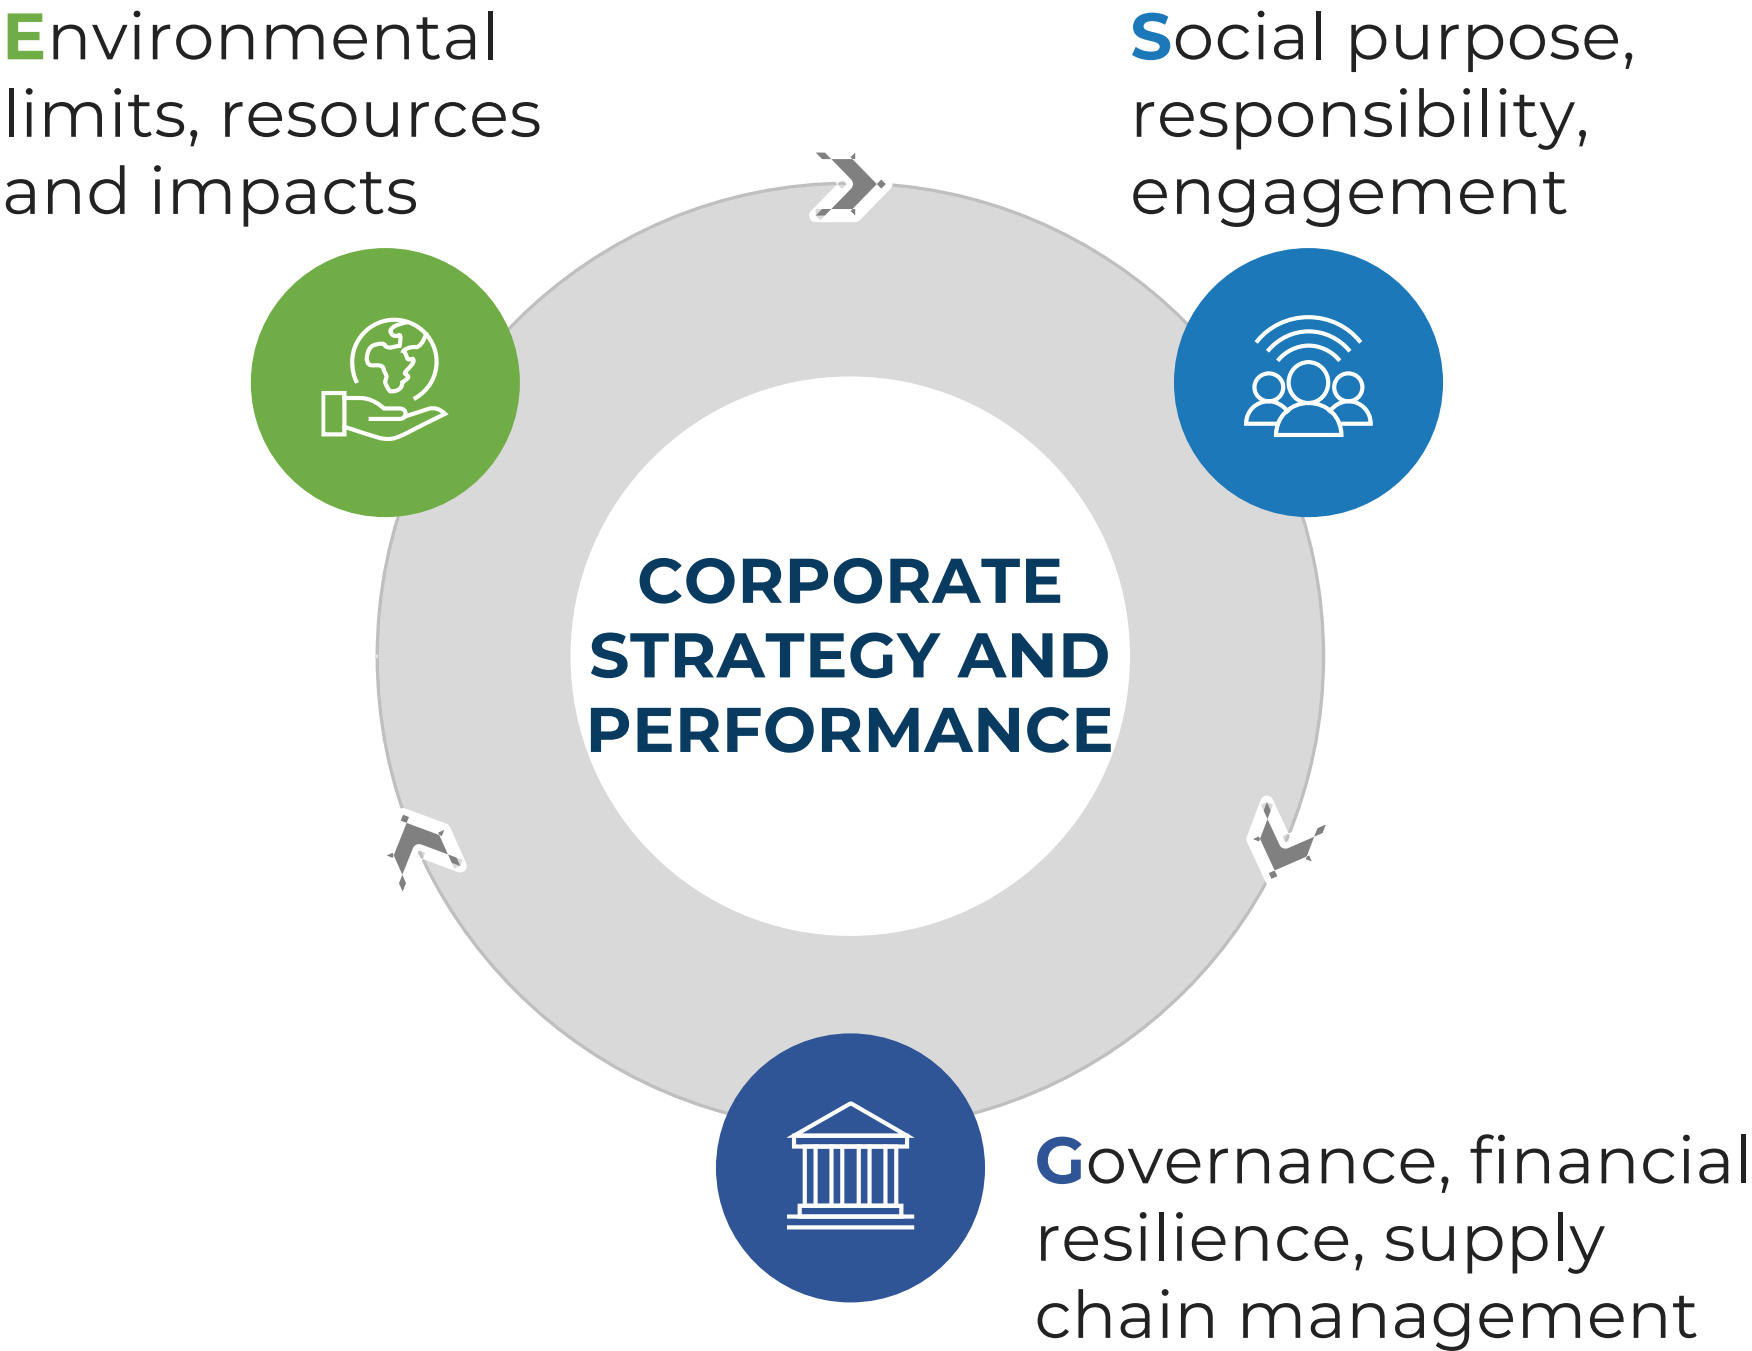 Environmental
limits, resources
and impacts
Social purpose,
responsibility,
engagement
CORPORATE
STRATEGY AND
PERFORMANCE
Governance, financial
resilience, supply
chain management